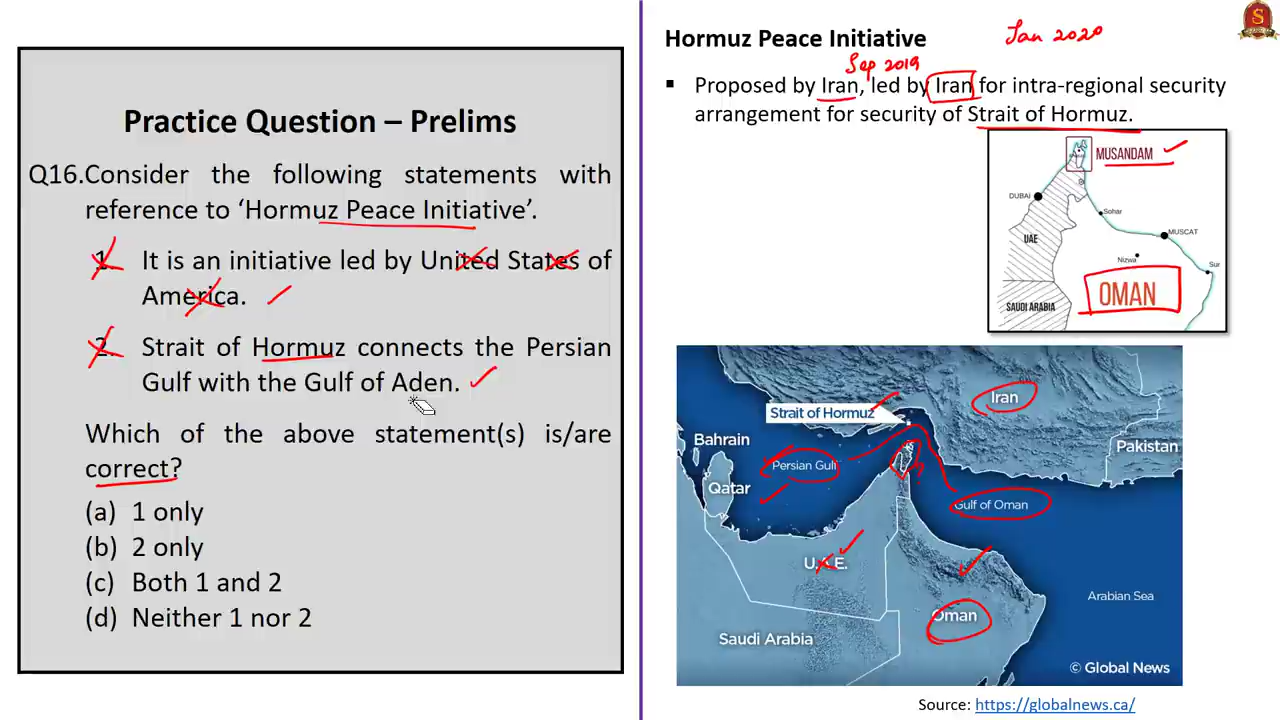 Practice Question – Prelims
Q16.Consider the following statements with
reference to ‘Hormuz Peace Initiative’.
1. It is an initiative led by United States of
America.
2. Strait of Hormuz connects the Persian
Gulf with the Gulf of Aden.
Which of the above statement(s) is/are
correct?
(a) 1 only
(b) 2 only
(c) Both 1 and 2
(d) Neither 1 nor 2
Hormuz Peace Initiative
Jan 2020
Sep 2019
▪ Proposed by Iran, led by Iran for intra-regional security
arrangement for security of Strait of Hormuz.
MUSANDAM
DUBAI
Sohar
UAE
MUSCAT
Nizwa
Sur
SAUDI ARABIA
OMAN
Strait of Hormuz
Iran
Bahrain
Pakistan
Persian Gulf
Qatar
Gulf of Oman
U.A.E.
Arabian Sea
Oman
Saudi Arabia
© Global News
Source: https://globalnews.ca/